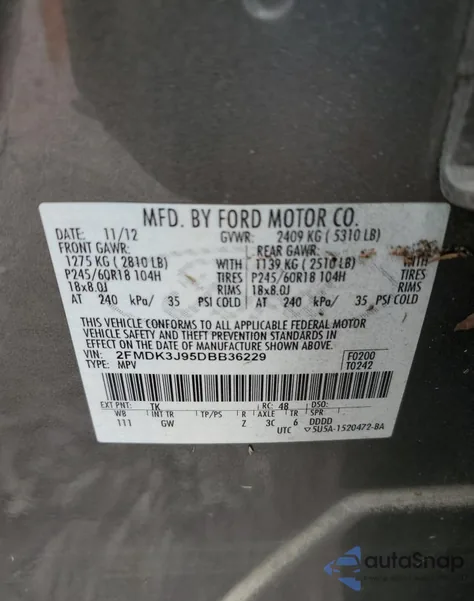 MFD. BY FORD MOTOR CO.
DATE: 11/12 GVWR: 2409 KG ( 5310 LB)
FRONT GAWR: REAR GAWR:
1275 KG ( 2810 LB) WITH 1139 KG ( 2510 LB) WITH
P245/60R18 104H TIRES P245/60R18 104H TIRES
18x8.0J RIMS 18x8.0J RIMS
AT 240 kPa/ 35 PSI COLD AT 240 kPa/ 35 PSI COLD
THIS VEHICLE CONFORMS TO ALL APPLICABLE FEDERAL MOTOR
VEHICLE SAFETY AND THEFT PREVENTION STANDARDS IN
EFFECT ON THE DATE OF MANUFACTURE SHOWN ABOVE.
VIN: 2FMDK3J95DBB36229 F0200
TYPE: MPV T0242
EXT PNT: TK RC: 48 DSO:
WB INT TR TP/PS R AXLE TR SPR
111 GW Z 3C 6 DDDD
UTC 5U5A-1520472-BA
autoSnap